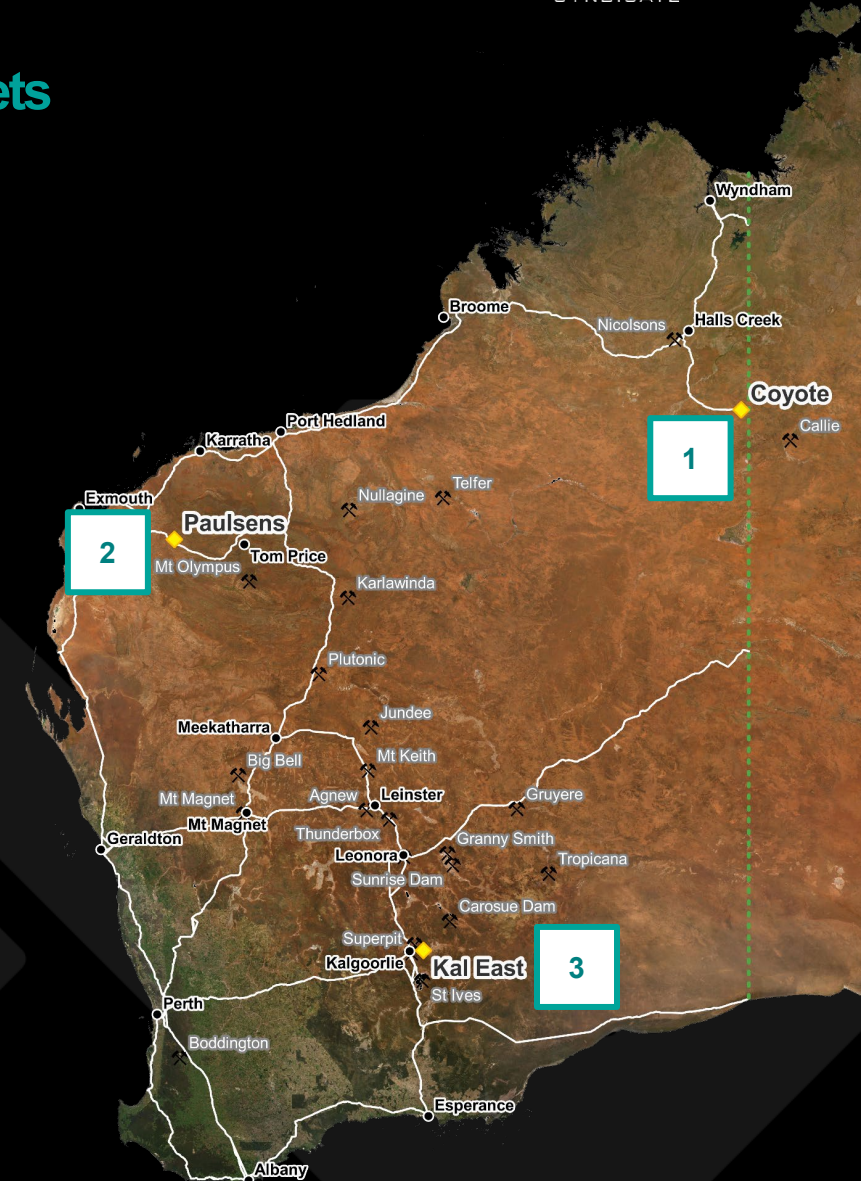 SYNDICATE
ets
Wyndham
Broome
Halls Creek
Nicolsons
Coyote
Callie
1
Port Hedland
Karratha
Telfer
Nullagine
Exmouth
Paulsens
2
Tom Price
Mt Olympus
Karlawinda
Plutonic
Jundee
Meekatharra
Mt Keith
Big Bell
Agnew
Leinster
Gruyere
Mt Magnet
Mt Magnet
Thunderbox
Geraldton
Granny Smith
Leonora
Tropicana
Sunrise Dam
Carosue Dam
Superpit
Kalgoorlie
Kal East
3
St Ives
Perth
Boddington
Esperance
Albany